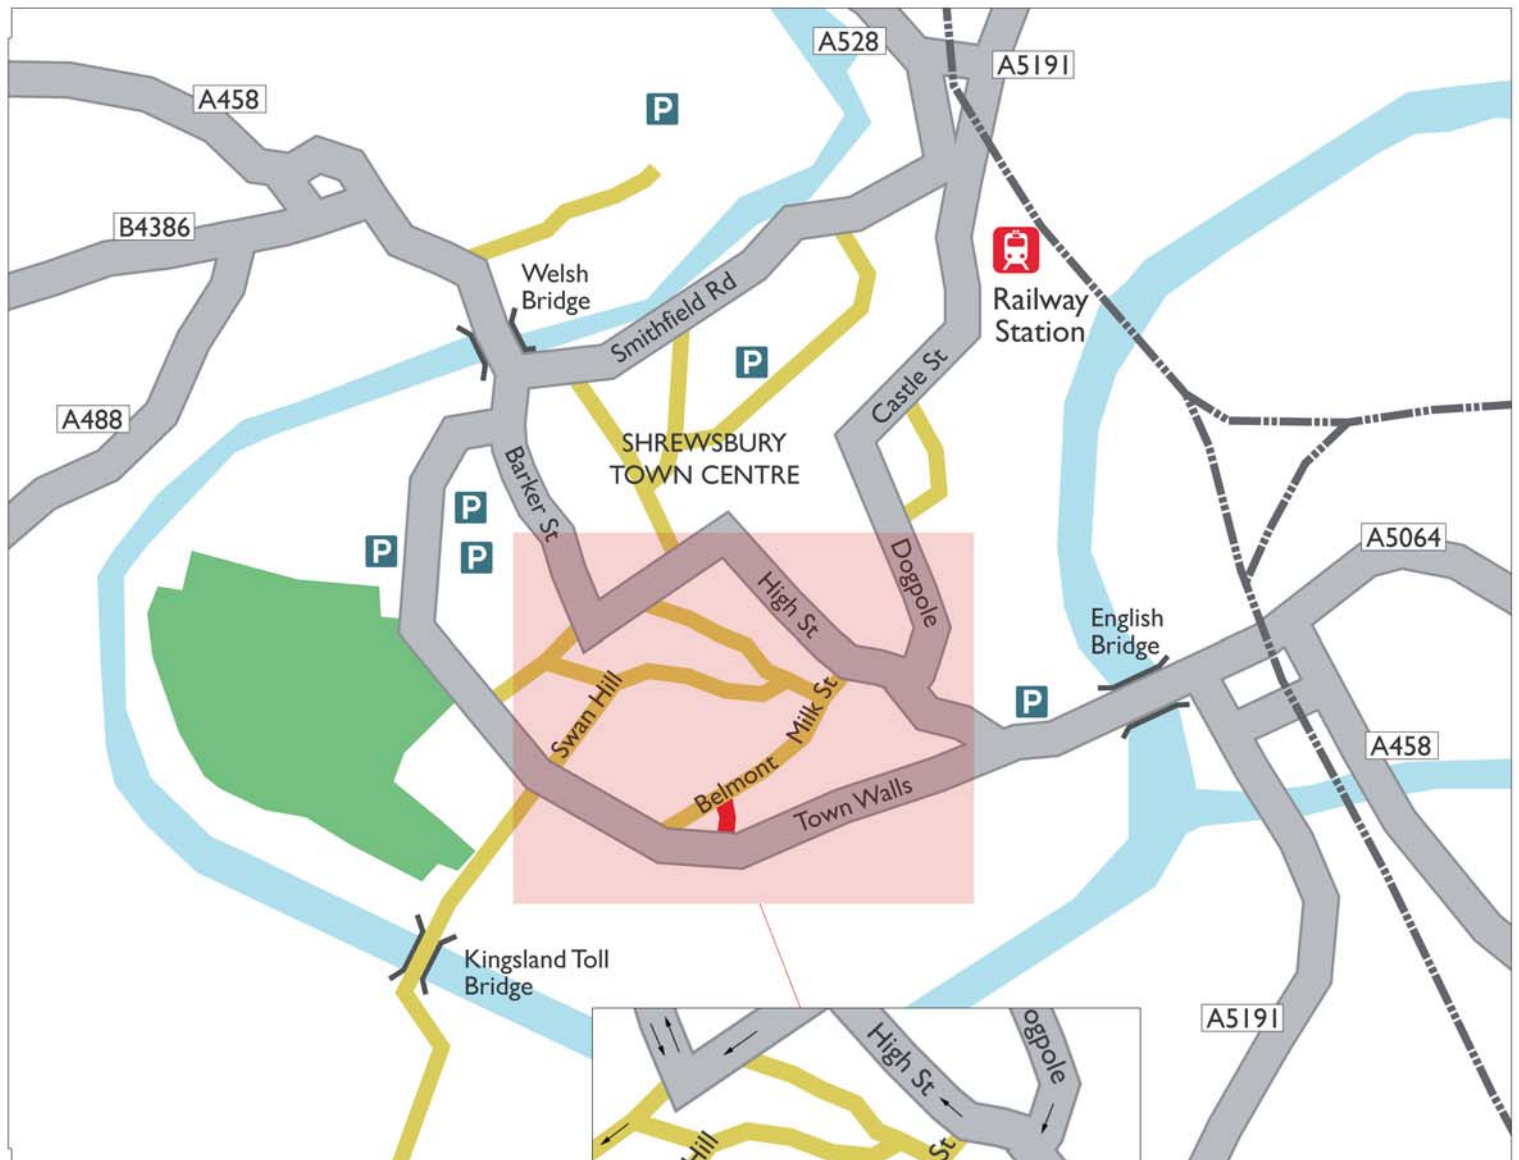 A528
A5191
A458
P
B4386
Welsh
Bridge
Railway
Station
Smithfield Rd
P
Castle St
A488
SHREWSBURY
TOWN CENTRE
Barker St
P
P
P
Dogpole
A5064
High St
English
Bridge
P
Swan Hill
Milk St
A458
Belmont
Town Walls
Kingsland Toll
Bridge
A5191
High St
ogpole
Hill
St